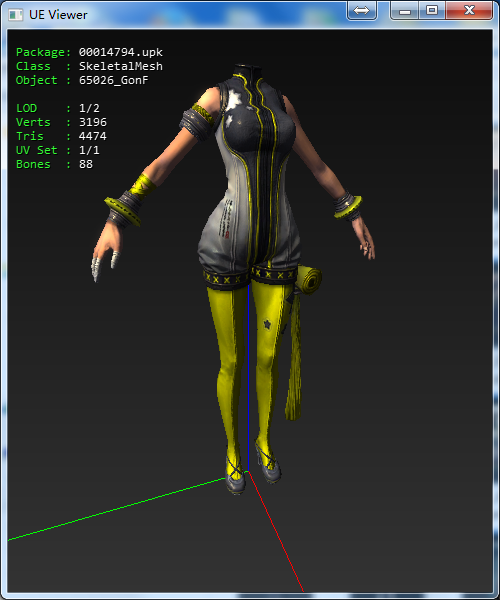 UE Viewer
Package: 00014794.upk
Class : SkeletalMesh
Object : 65026_GonF
LOD : 1/2
Verts : 3196
Tris : 4474
UV Set : 1/1
Bones : 88